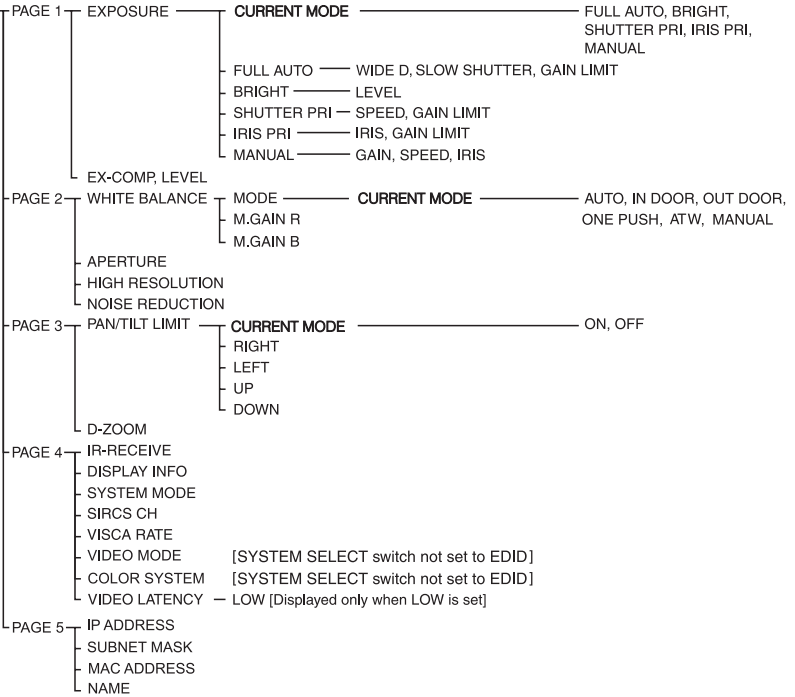 PAGE 1 EXPOSURE CURRENT MODE FULL AUTO, BRIGHT,
SHUTTER PRI, IRIS PRI,
MANUAL
FULL AUTO WIDE D, SLOW SHUTTER, GAIN LIMIT
BRIGHT LEVEL
SHUTTER PRI SPEED, GAIN LIMIT
IRIS PRI IRIS, GAIN LIMIT
MANUAL GAIN, SPEED, IRIS
EX-COMP, LEVEL
PAGE 2 WHITE BALANCE MODE CURRENT MODE AUTO, IN DOOR, OUT DOOR,
M.GAIN R ONE PUSH, ATW, MANUAL
M.GAIN B
APERTURE
HIGH RESOLUTION
NOISE REDUCTION
PAGE 3 PAN/TILT LIMIT CURRENT MODE ON, OFF
RIGHT
LEFT
UP
DOWN
D-ZOOM
PAGE 4 IR-RECEIVE
DISPLAY INFO
SYSTEM MODE
SIRCS CH
VISCA RATE
VIDEO MODE [SYSTEM SELECT switch not set to EDID]
COLOR SYSTEM [SYSTEM SELECT switch not set to EDID]
VIDEO LATENCY LOW [Displayed only when LOW is set]
PAGE 5 IP ADDRESS
SUBNET MASK
MAC ADDRESS
NAME